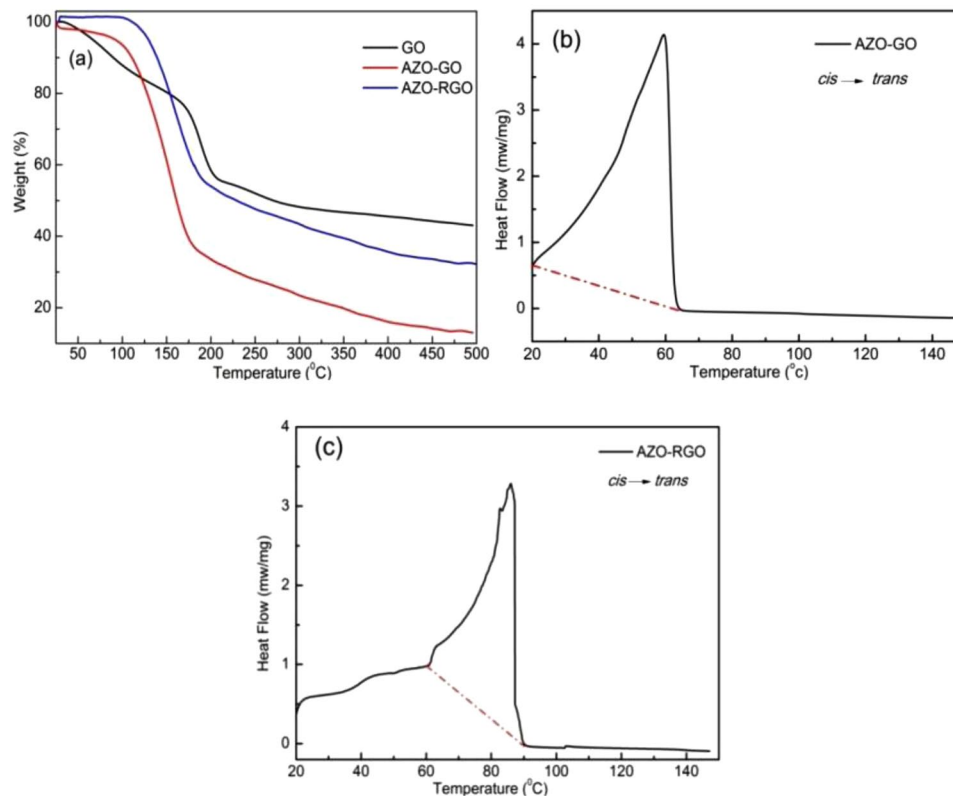 (a)
GO
AZO-GO
AZO-RGO
100
80
60
40
20
Weight (%)
50 100 150 200 250 300 350 400 450 500
Temperature (⁰C)
(b)
AZO-GO
cis → trans
4
3
2
1
0
Heat Flow (mw/mg)
20 40 60 80 100 120 140
Temperature (⁰c)
(c)
AZO-RGO
cis → trans
4
3
2
1
0
Heat Flow (mw/mg)
20 40 60 80 100 120 140
Temperature (⁰C)